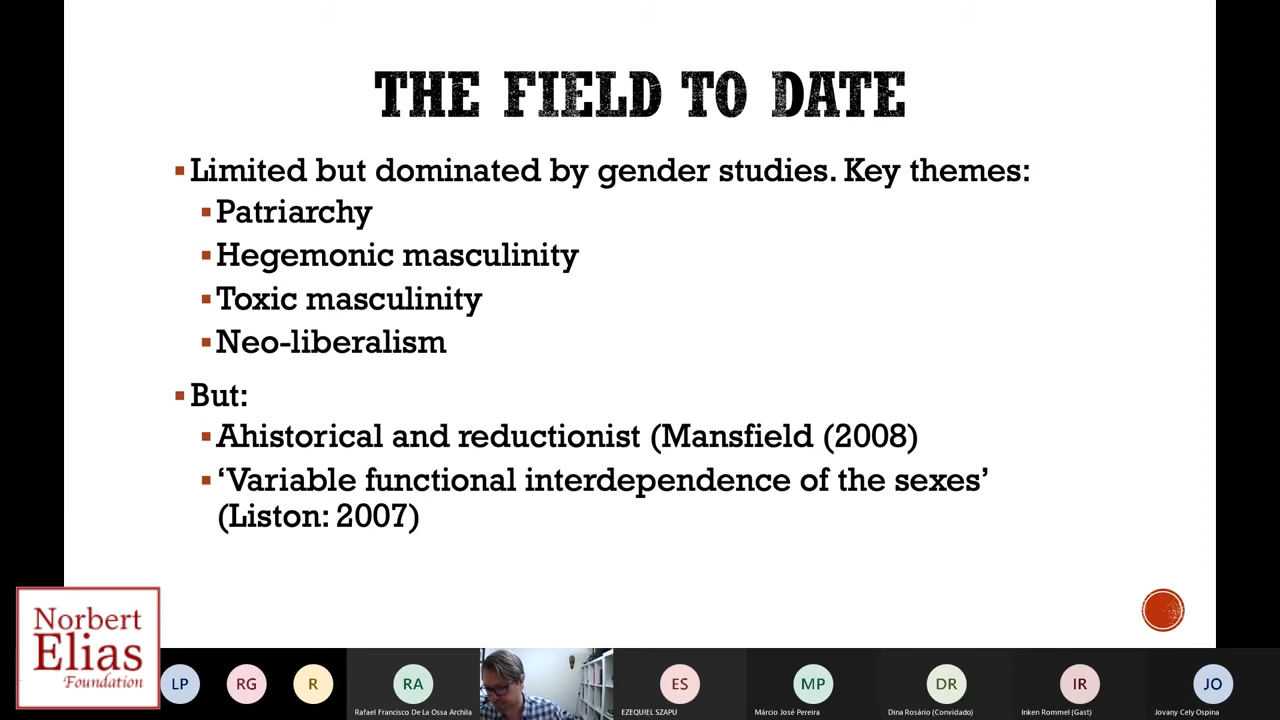 THE FIELD TO DATE
▪Limited but dominated by gender studies. Key themes:
▪Patriarchy
▪Hegemonic masculinity
▪Toxic masculinity
▪Neo-liberalism
▪But:
▪Ahistorical and reductionist (Mansfield (2008)
▪‘Variable functional interdependence of the sexes’
(Liston: 2007)
Norbert
Elias
Foundation
LP
RG
R
RA
Rafael Francisco De La Ossa Archila
ES
EZEQUIEL SZAPU
MP
Márcio José Pereira
DR
Dina Rosário (Convidado)
IR
Inken Rommel (Gast)
JO
Jovany Cely Ospina